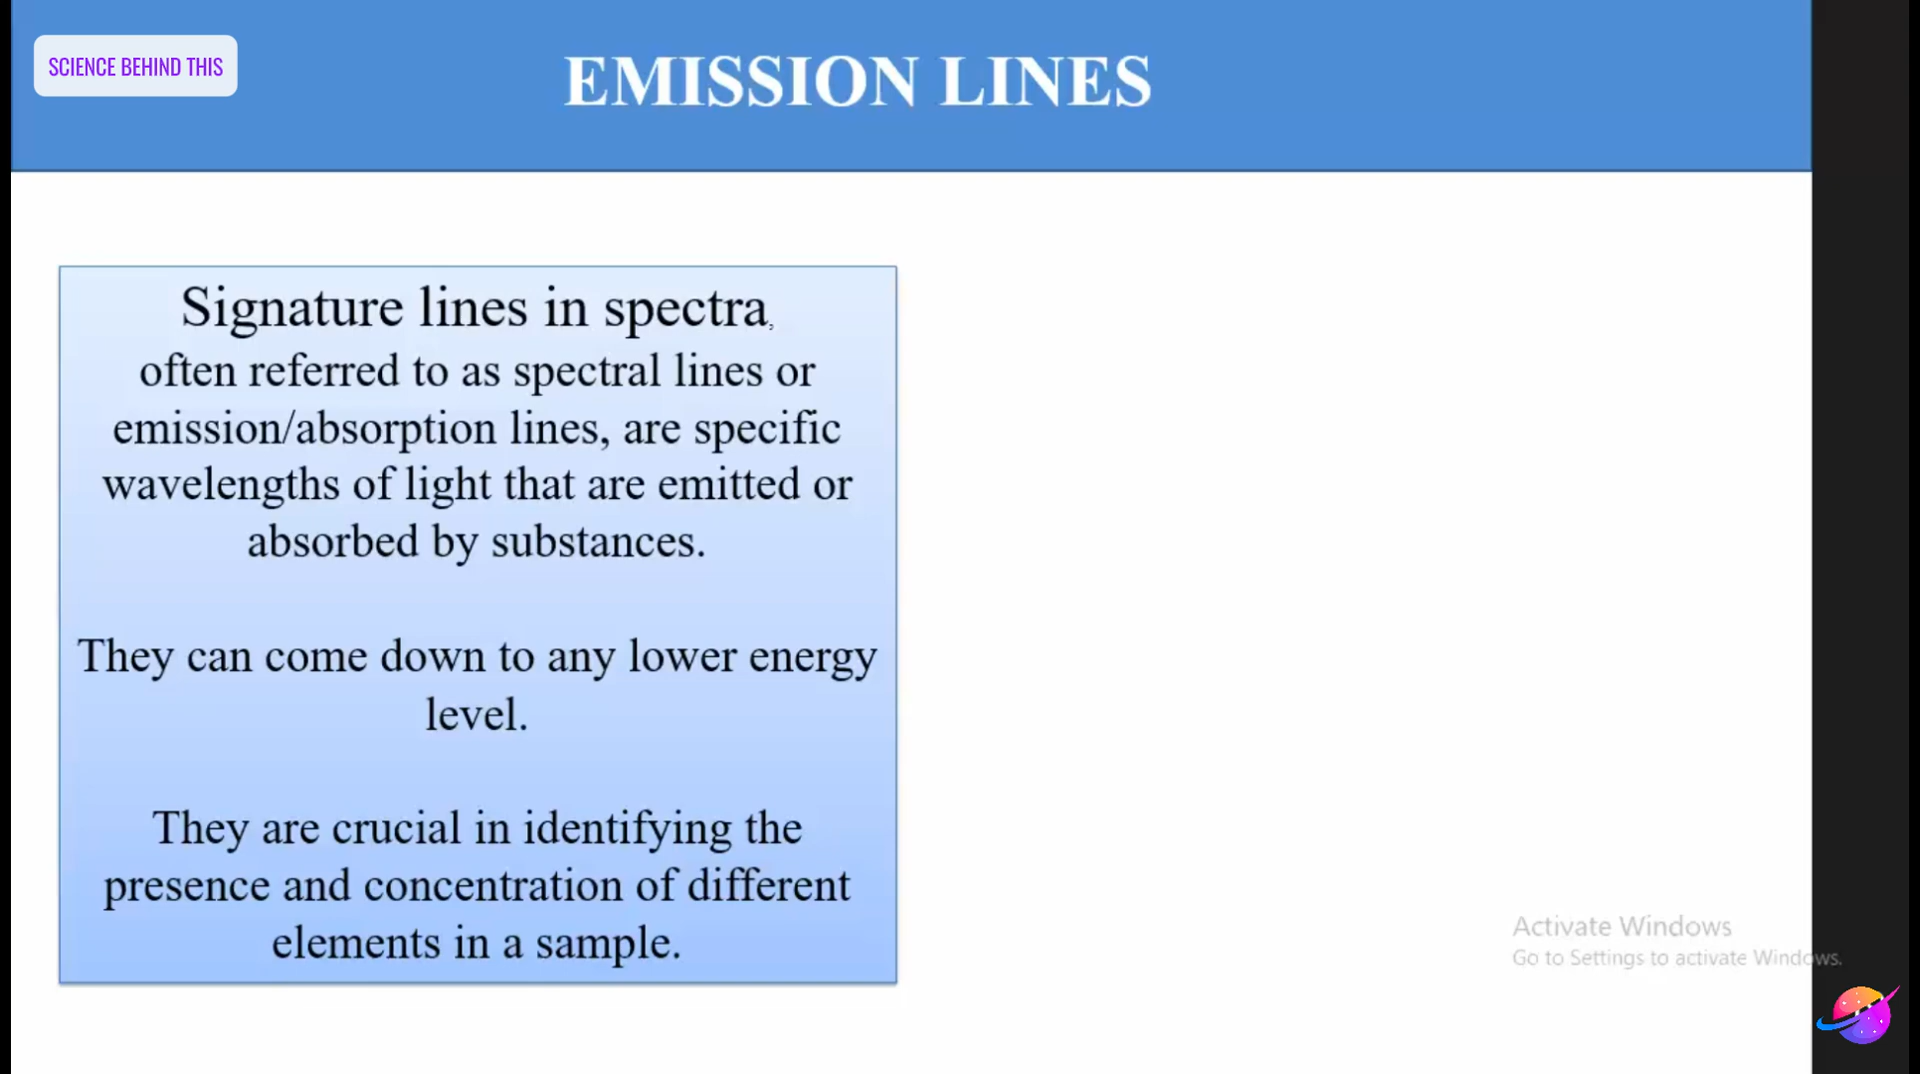 SCIENCE BEHIND THIS
EMISSION LINES
Signature lines in spectra,
often referred to as spectral lines or
emission/absorption lines, are specific
wavelengths of light that are emitted or
absorbed by substances.
They can come down to any lower energy
level.
They are crucial in identifying the
presence and concentration of different
elements in a sample.
Activate Windows
Go to Settings to activate Windows.